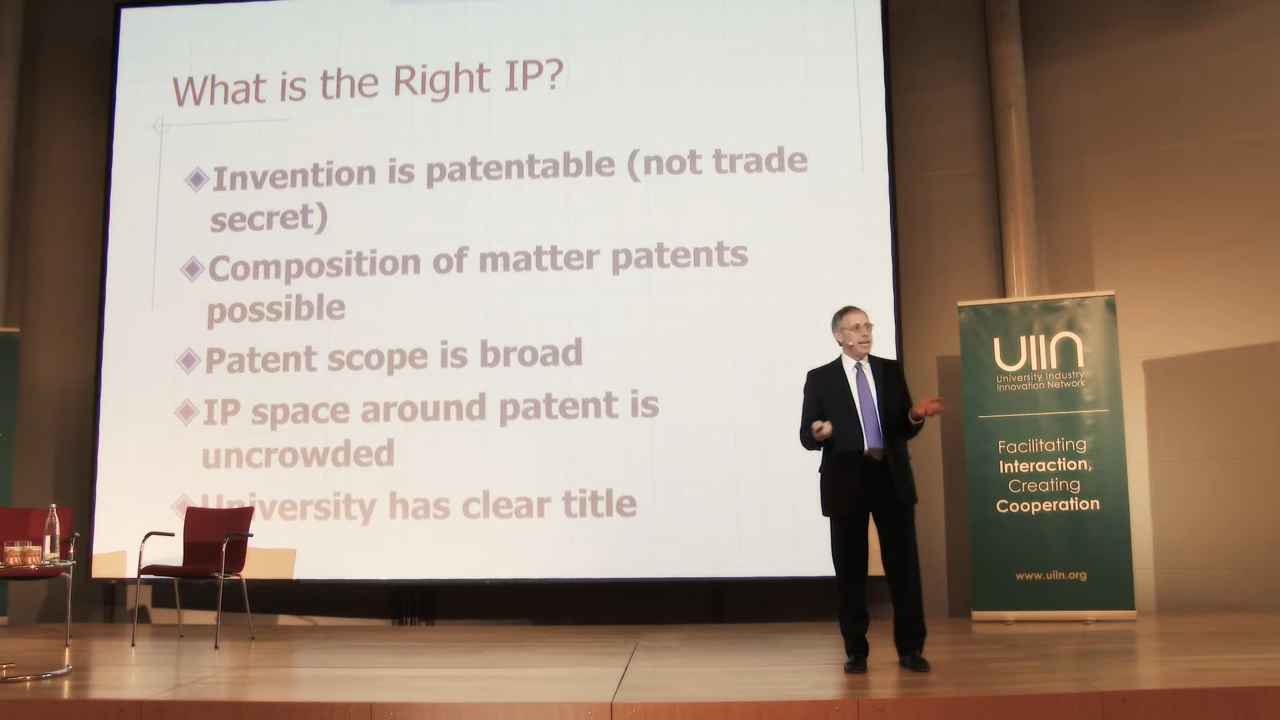 What is the Right IP?
Invention is patentable (not trade
secret)
Composition of matter patents
possible
Patent scope is broad
IP space around patent is
uncrowded
University has clear title
UIIN
University Industry
Innovation Network
Facilitating
Interaction,
Creating
Cooperation
www.uiin.org